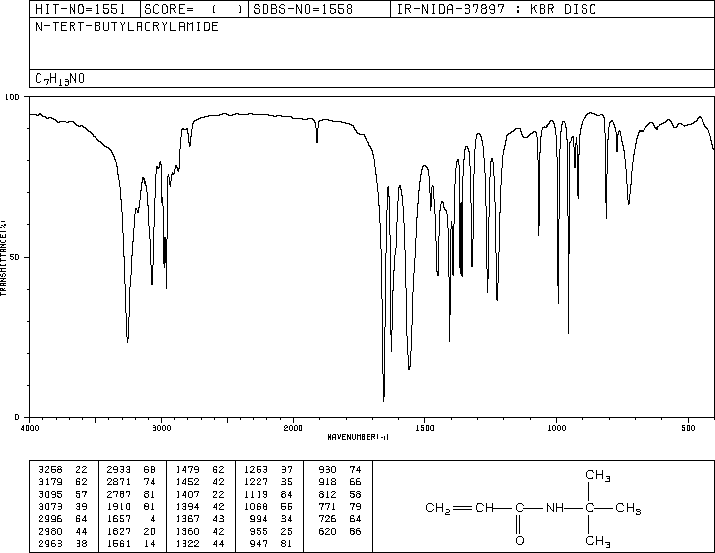 HIT-NO=1551 SCORE= ( ) SDBS-NO=1558 IR-NIDA-37897 : KBR DISC
N-TERT-BUTYLACRYLAMIDE
C7H13NO
100
50
0
TRANSMITTANCE(%)
4000 3000 2000 1500 1000 500
WAVENUMBER(-1)
3268 22 2933 68 1479 62 1263 37 930 74
3179 62 2871 74 1452 42 1227 35 918 66
3095 57 2787 81 1407 22 1119 84 812 58
3073 39 1910 81 1394 42 1068 55 771 79
2996 64 1657 4 1367 43 994 34 726 64
2980 44 1627 20 1360 42 955 25 620 86
2963 38 1561 14 1322 44 947 81
CH3
CH2 C NH C CH3
O CH3